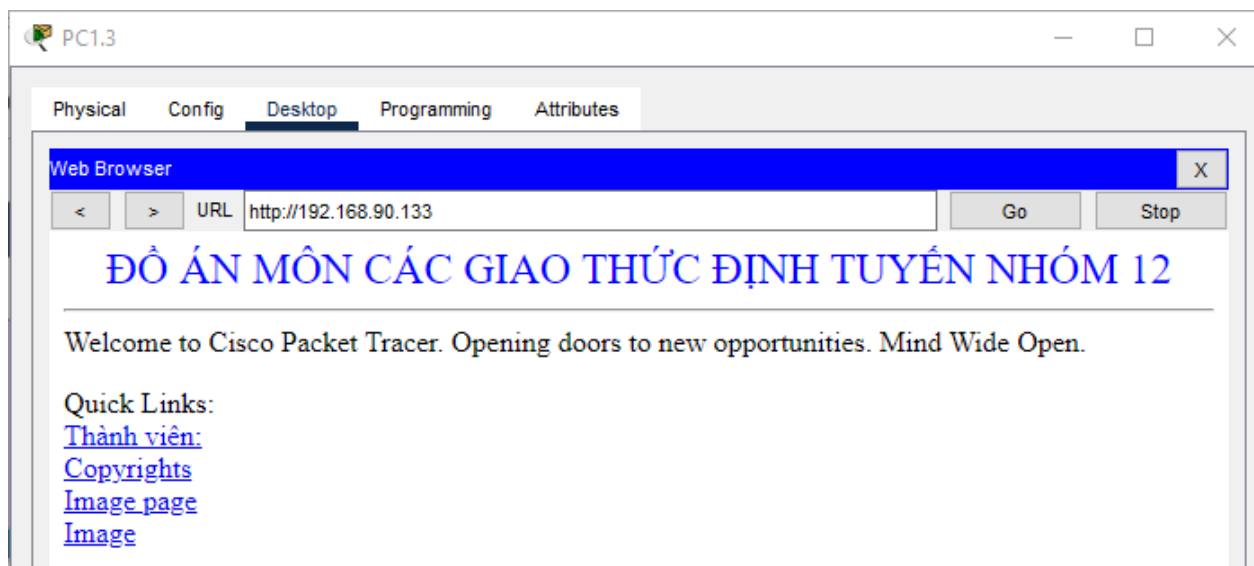 PC1.3
Physical Config Desktop Programming Attributes
Web Browser X
< > URL http://192.168.90.133 Go Stop
ĐỒ ÁN MÔN CÁC GIAO THỨC ĐỊNH TUYẾN NHÓM 12
Welcome to Cisco Packet Tracer. Opening doors to new opportunities. Mind Wide Open.
Quick Links:
Thành viên:
Copyrights
Image page
Image